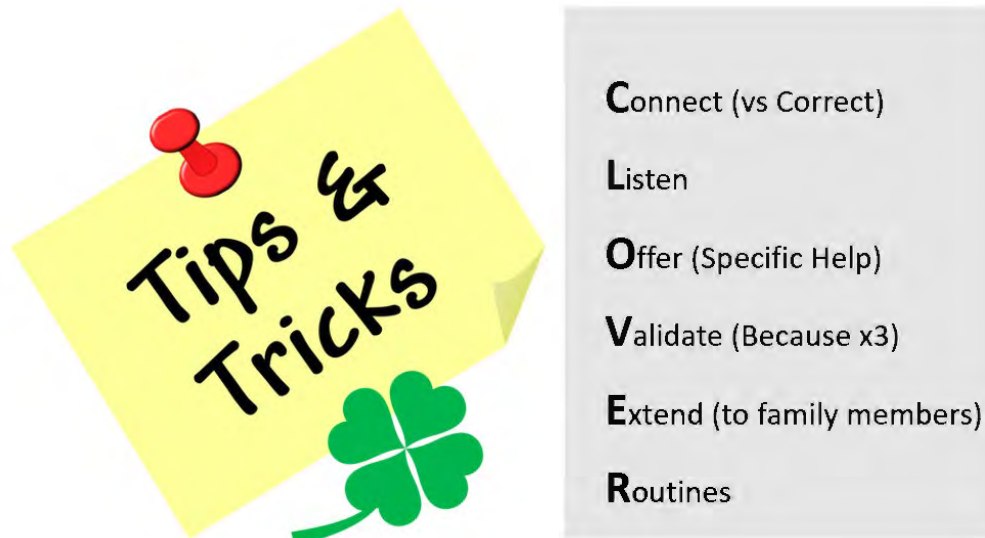 Tips &
Tricks
Connect (vs Correct)
Listen
Offer (Specific Help)
Validate (Because x3)
Extend (to family members)
Routines